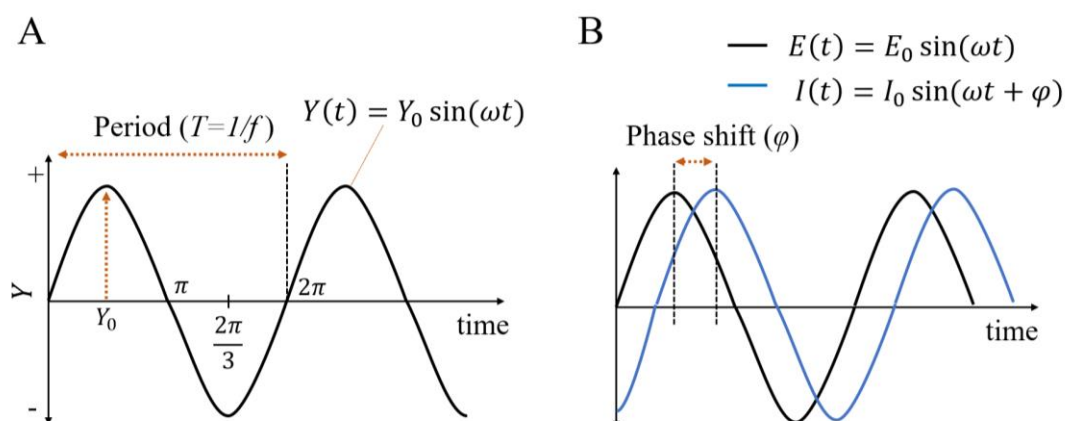 A
Period (T=1/f)
Y(t) = Y₀ sin(ωt)
+
Y
-
Y₀
π
2π/3
2π
time
B
E(t) = E₀ sin(ωt)
I(t) = I₀ sin(ωt + φ)
Phase shift (φ)
time